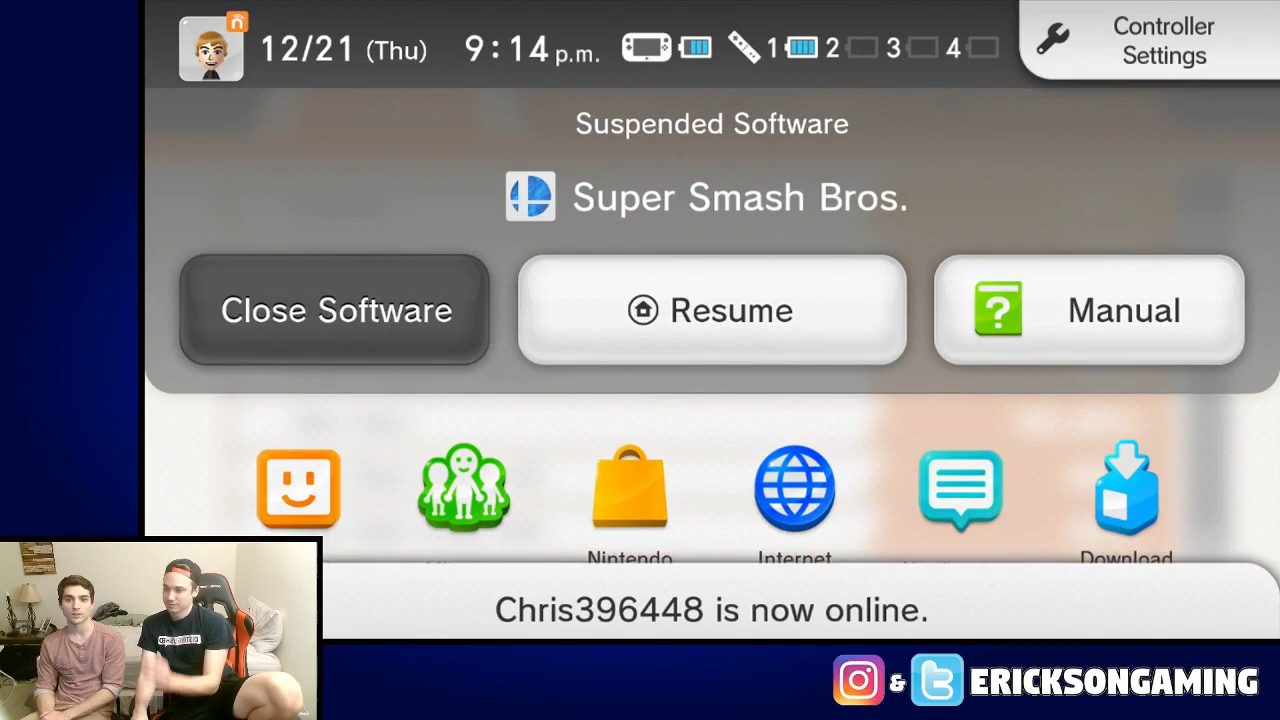 12/21 (Thu) 9:14 p.m. 1 2 3 4
Controller
Settings
Suspended Software
Super Smash Bros.
Close Software
Resume
? Manual
Nintendo
Internet
Download
Chris396448 is now online.
& ERICKSONGAMING